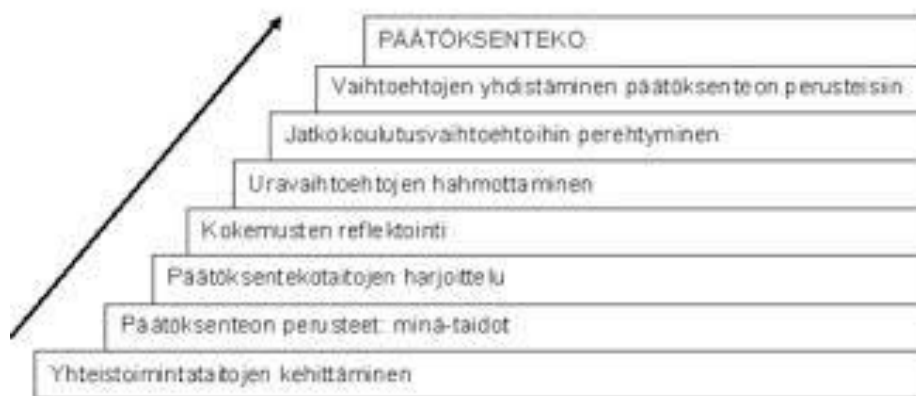 PÄÄTÖKSENTEKO
Vaihtoehtojen yhdistäminen päätöksenteon perusteisiin
Jatkokoulutusvaihtoehtoihin perehtyminen
Uravaihtoehtojen hahmottaminen
Kokemusten reflektointi
Päätöksentekotaitojen harjoittelu
Päätöksenteon perusteet: minä-taidot
Yhteistoimintataitojen kehittäminen